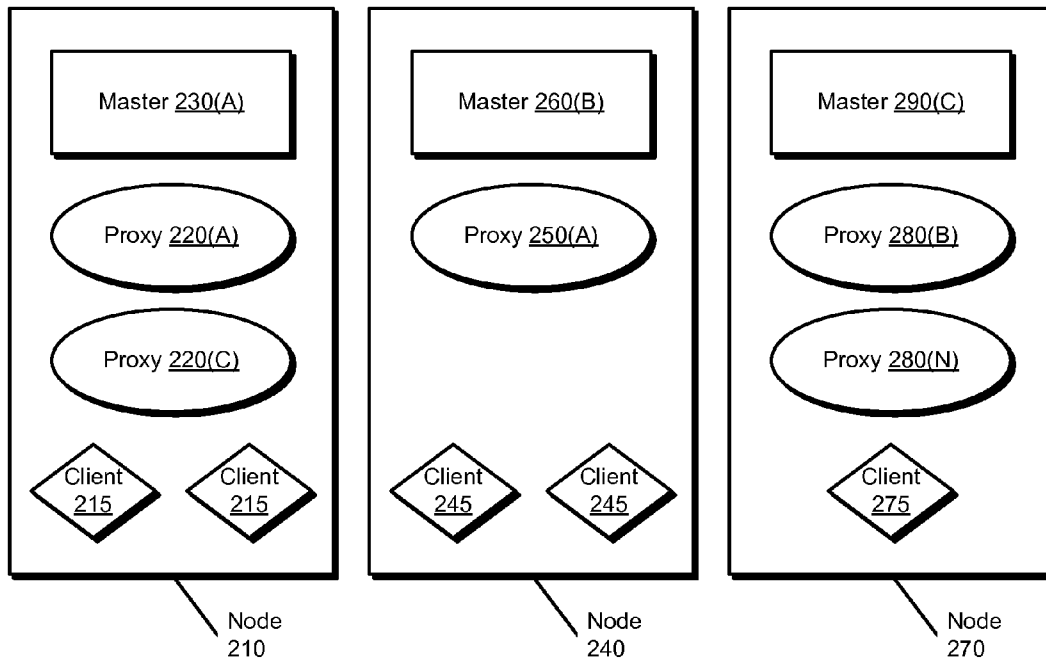 Master 230(A)
Proxy 220(A)
Proxy 220(C)
Client
215
Client
215
Node
210
Master 260(B)
Proxy 250(A)
Client
245
Client
245
Node
240
Master 290(C)
Proxy 280(B)
Proxy 280(N)
Client
275
Node
270